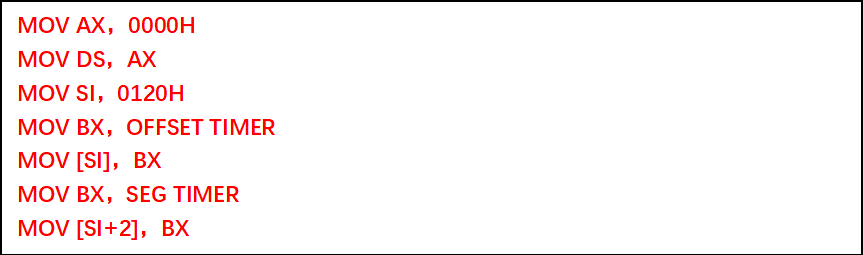 MOV AX，0000H
MOV DS，AX
MOV SI，0120H
MOV BX，OFFSET TIMER
MOV [SI]，BX
MOV BX，SEG TIMER
MOV [SI+2]，BX